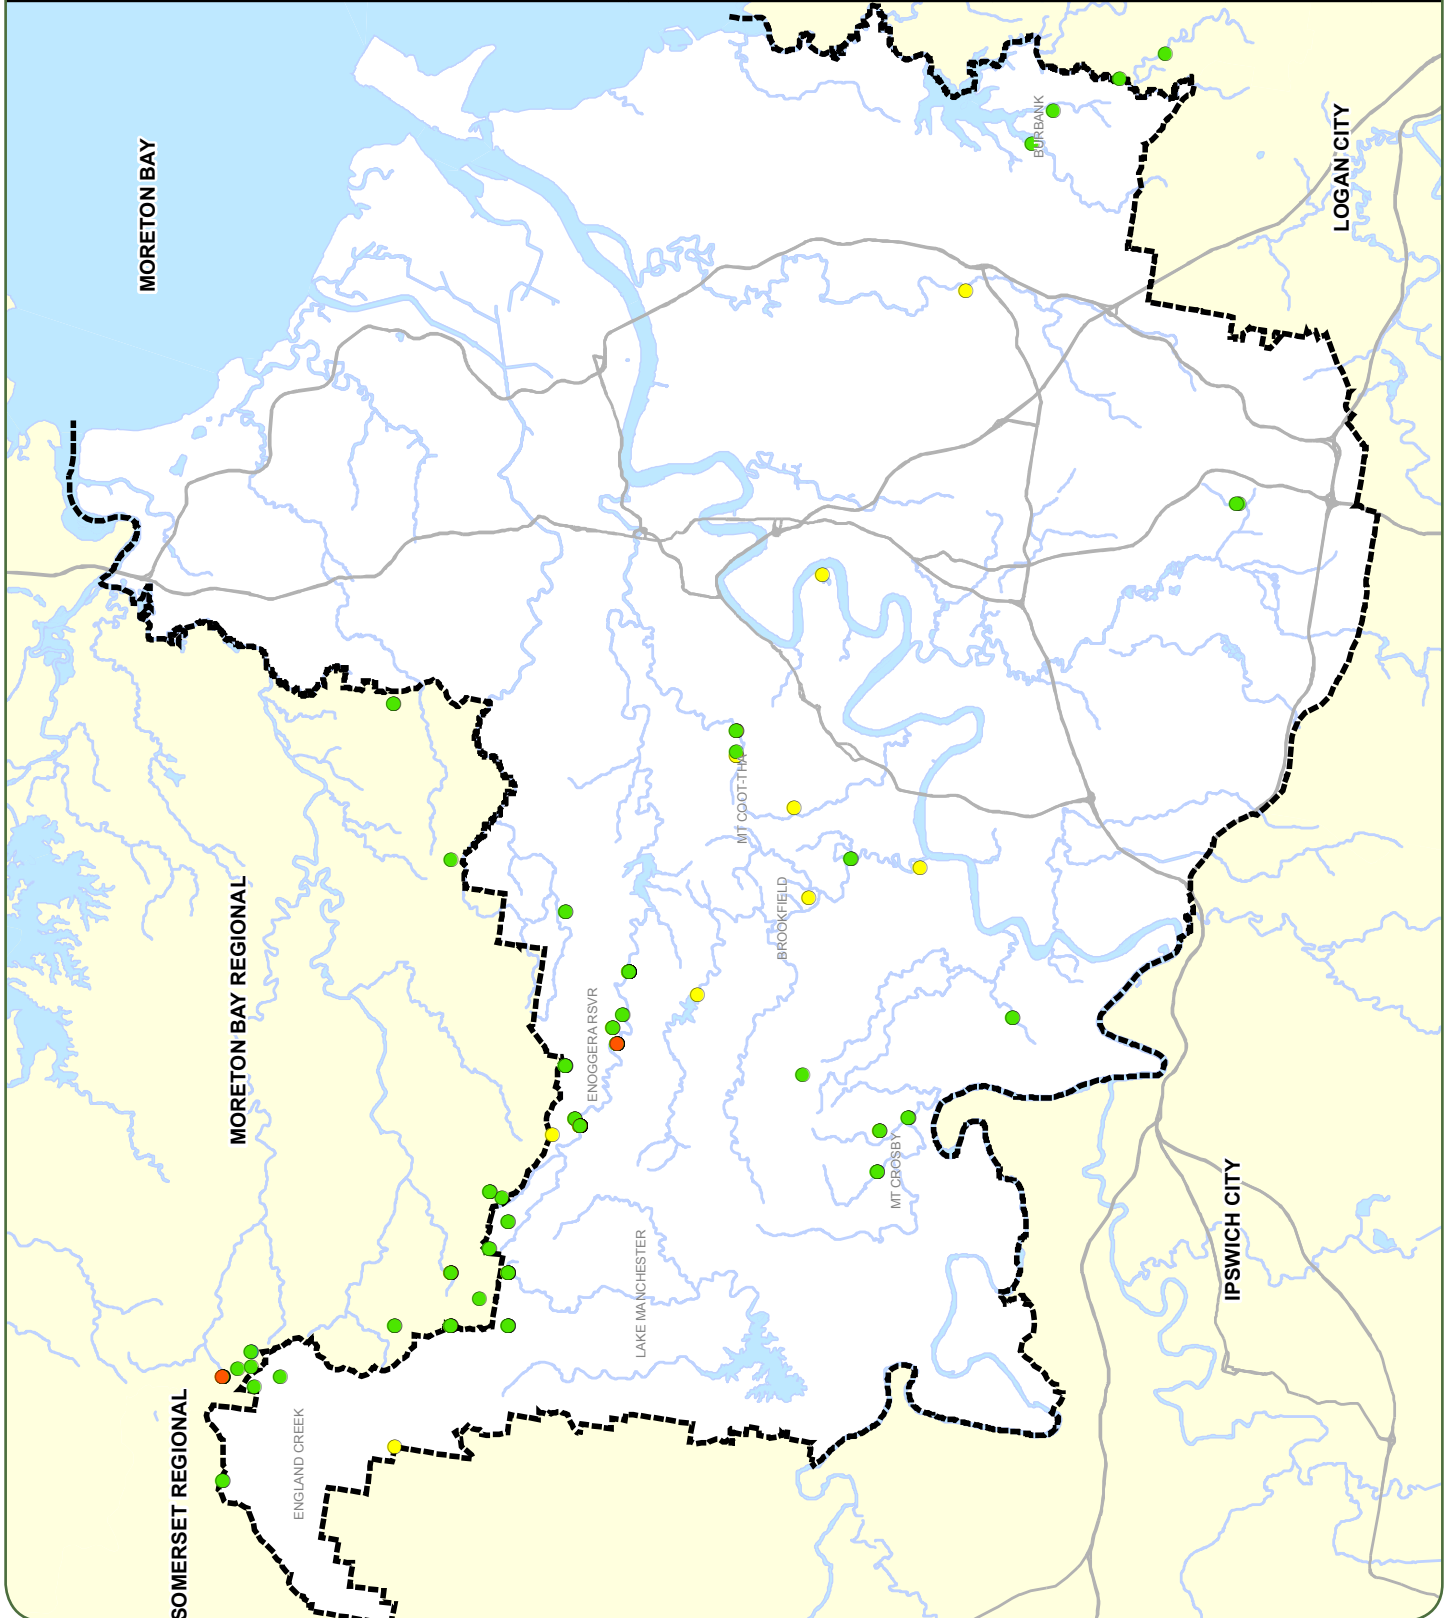 MORETON BAY
BURBANK
LOGAN CITY
MORETON BAY REGIONAL
MT COOT-THA
BROOKFIELD
ENOGGERA RSVR
MT CROSBY
LAKE MANCHESTER
IPSWICH CITY
SOMERSET REGIONAL
ENGLAND CREEK